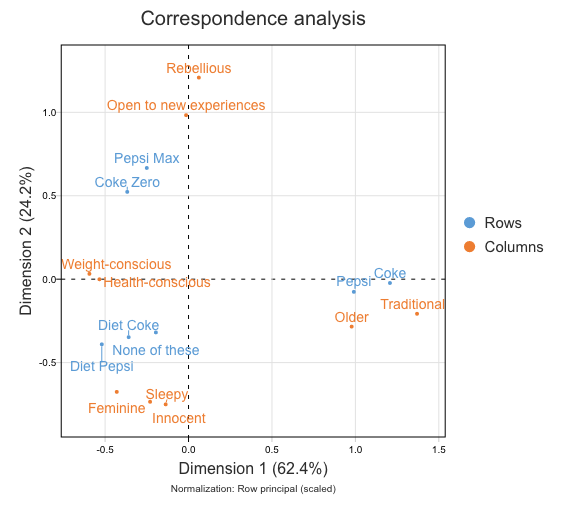 Correspondence analysis
Rebellious
Open to new experiences
1.0
Pepsi Max
Coke Zero
0.5
Weight-conscious
Health-conscious
Coke
Pepsi
0.0
Traditional
Older
Diet Coke
None of these
-0.5
Diet Pepsi
Sleepy
Feminine
Innocent
-0.5 0.0 0.5 1.0 1.5
Dimension 1 (62.4%)
Dimension 2 (24.2%)
Normalization: Row principal (scaled)
Rows
Columns